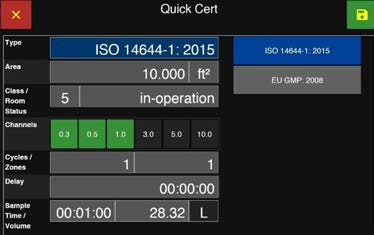 Quick Cert
Type
ISO 14644-1: 2015
ISO 14644-1: 2015
Area
10.000 ft²
EU GMP: 2008
Class / Room Status
5 in-operation
Channels
0.3 0.5 1.0 3.0 5.0 10.0
Cycles / Zones
1 1
Delay
00:00:00
Sample Time / Volume
00:01:00 28.32 L